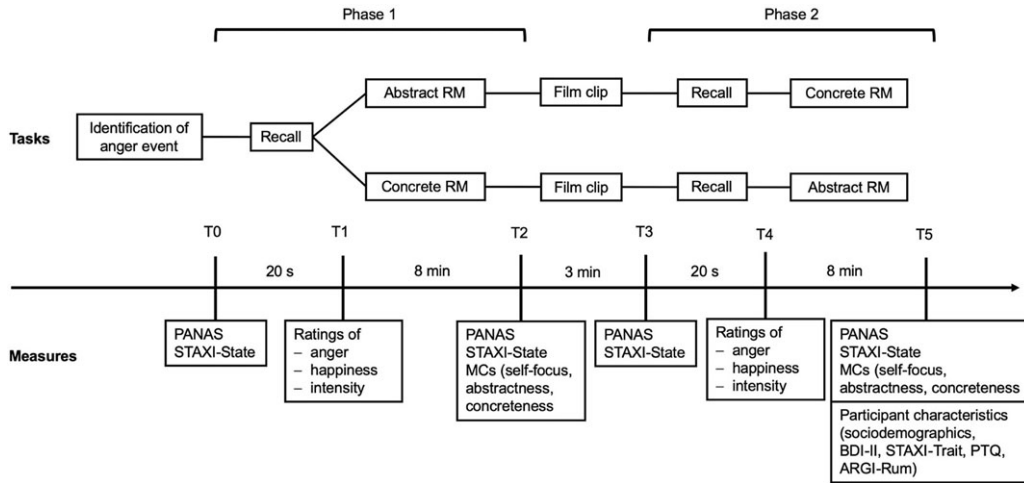 Phase 1
Phase 2
Abstract RM
Film clip
Recall
Concrete RM
Tasks
Identification of
anger event
Recall
Concrete RM
Film clip
Recall
Abstract RM
T0
T1
T2
T3
T4
T5
20 s
8 min
3 min
20 s
8 min
Measures
PANAS
STAXI-State
Ratings of
– anger
– happiness
– intensity
PANAS
STAXI-State
MCs (self-focus,
abstractness,
concreteness
PANAS
STAXI-State
Ratings of
– anger
– happiness
– intensity
PANAS
STAXI-State
MCs (self-focus,
abstractness, concreteness
Participant characteristics
(sociodemographics,
BDI-II, STAXI-Trait, PTQ,
ARGI-Rum)